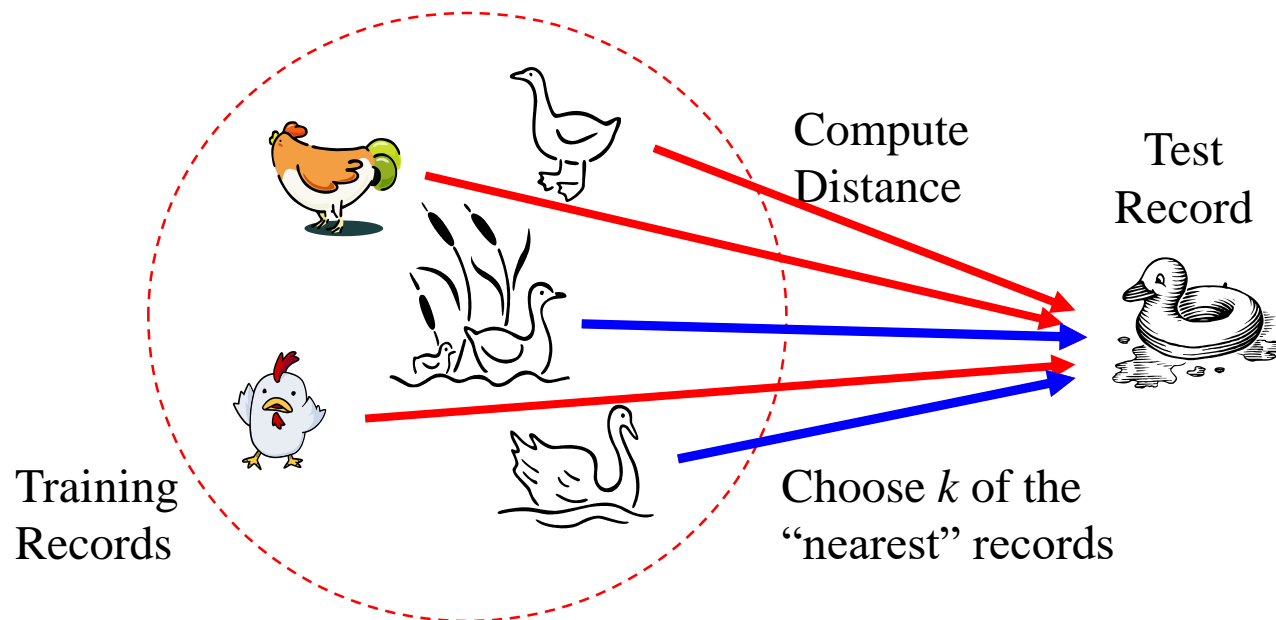 Compute
Distance
Test
Record
Training
Records
Choose k of the
“nearest” records